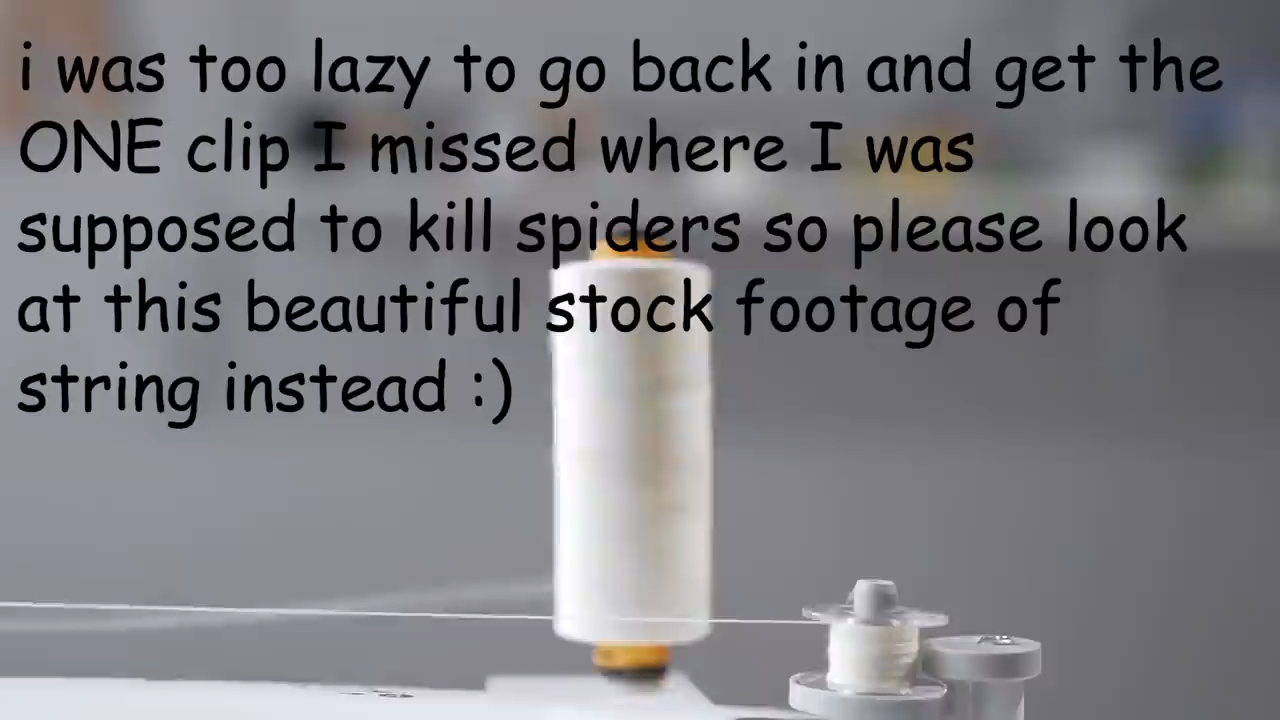 i was too lazy to go back in and get the
ONE clip I missed where I was
supposed to kill spiders so please look
at this beautiful stock footage of
string instead :)